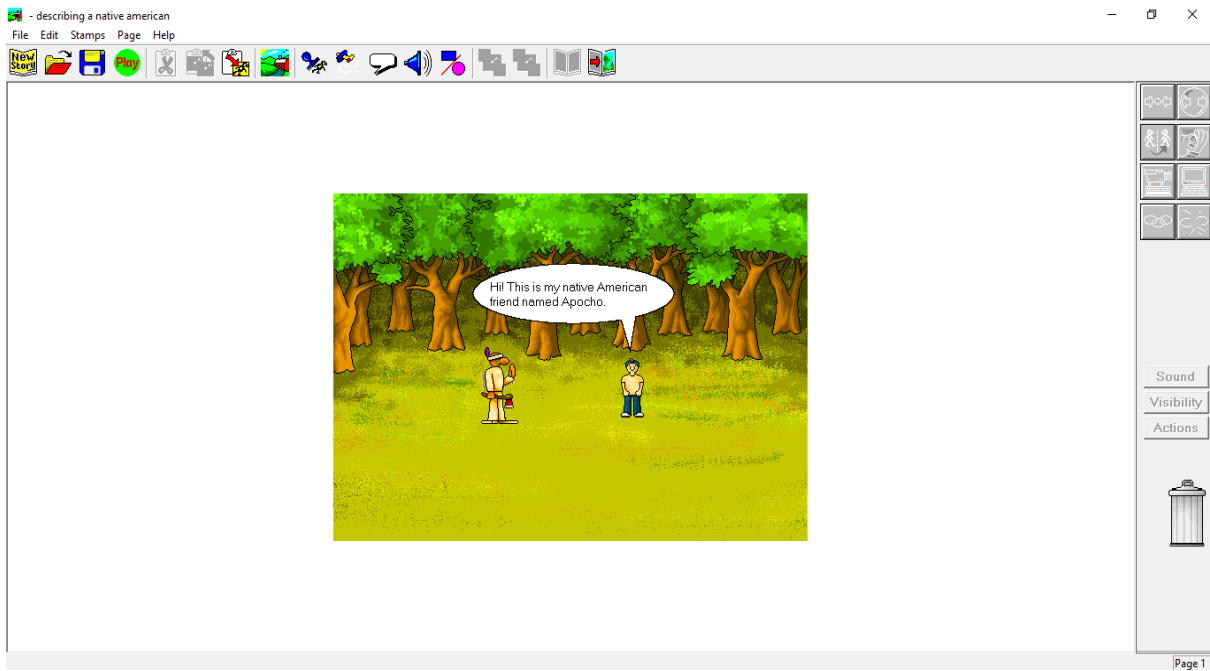 - describing a native american
File Edit Stamps Page Help
New Story
Play
Hi! This is my native American
friend named Apocho.
Sound
Visibility
Actions
Page 1